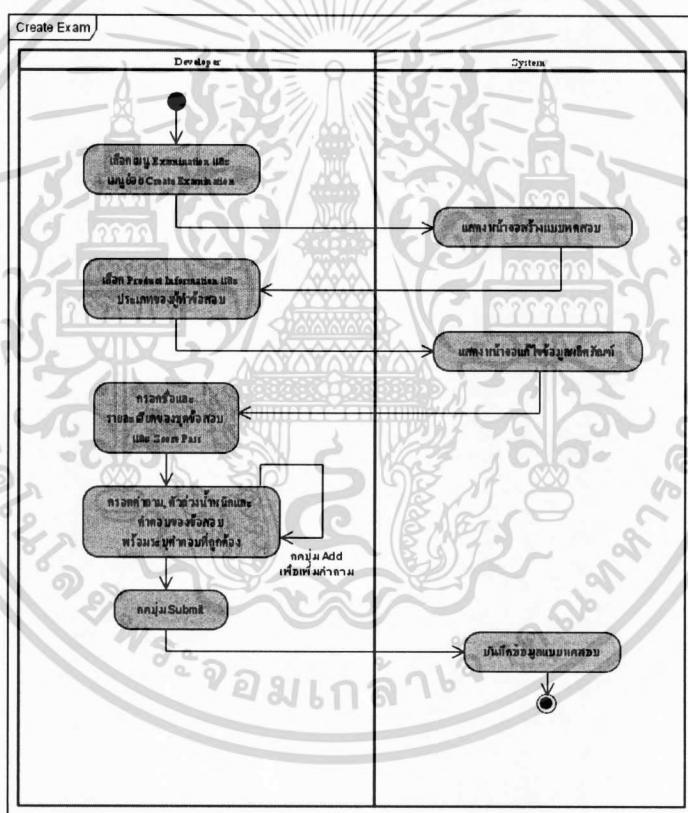 Create Exam
Developer
System
เลือกเมนู Examination และ
เมนูย่อย Create Examination
แสดงหน้าจอสร้างแบบทดสอบ
เลือก Product Information และ
ประเภทของผู้ทำข้อสอบ
แสดงหน้าจอแก้ไขข้อมูลผลิตภัณฑ์
กรอกชื่อและ
รายละเอียดของชุดข้อสอบ
และ Score Pass
กรอกคำถาม, ตัวถ่วงน้ำหนักและ
คำตอบของข้อสอบ
พร้อมระบุคำตอบที่ถูกต้อง
กดปุ่ม Add
เพื่อเพิ่มคำถาม
กดปุ่ม Submit
บันทึกข้อมูลแบบทดสอบ